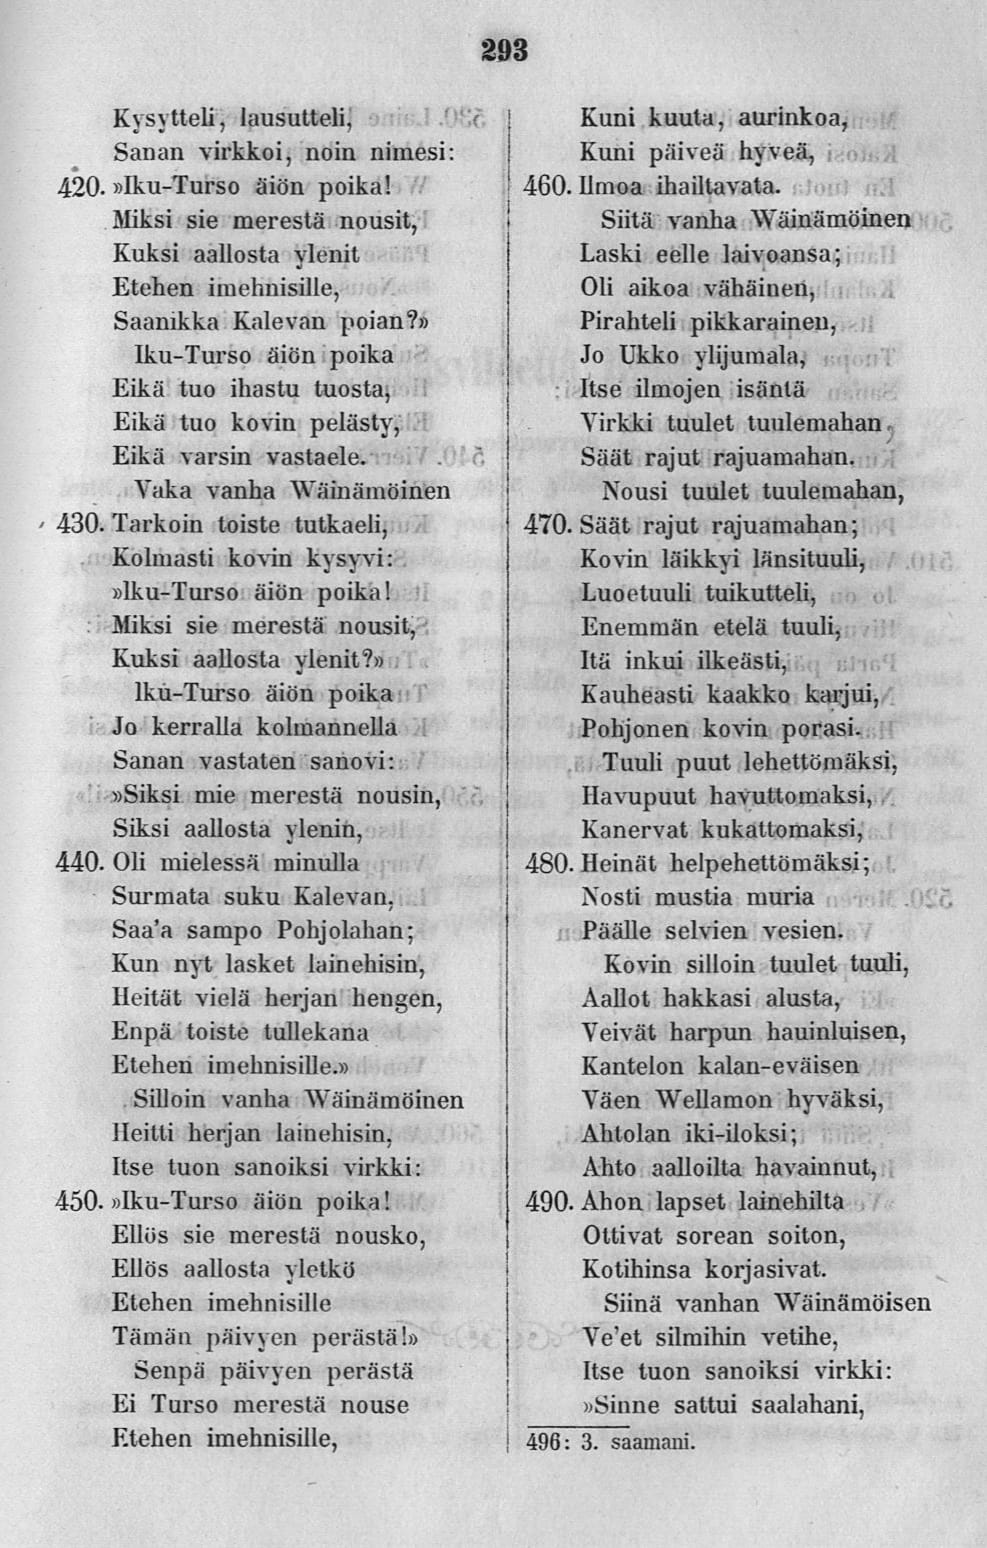 293
Kysytteli, lausutteli,
Sanan virkkoi, noin nimesi:
420. »Iku-Turso äiön poika!
Miksi sie merestä nousit,
Kuksi aallosta ylenit
Etehen imehnisille,
Saanikka Kalevan poian?»
Iku-Turso äiön poika
Eikä tuo ihastu tuosta,
Eikä tuo kovin pelästy,
Eikä varsin vastaele.
Vaka vanha Wäinämöinen
430. Tarkoin toiste tutkaeli,
Kolmasti kovin kysyvi:
»Iku-Turso äiön poika!
Miksi sie merestä nousit,
Kuksi aallosta ylenit?»
Iku-Turso äiön poika
Jo kerralla kolmannella
Sanan vastaten sanovi:
»Siksi mie merestä nousin,
Siksi aallosta ylenin,
440. Oli mielessä minulla
Surmata suku Kalevan,
Saa'a sampo Pohjolahan;
Kun nyt lasket lainehisin,
Heität vielä herjan hengen,
Enpä toiste tullekana
Etehen imehnisille.»
Silloin vanha Wäinämöinen
Heitti herjan lainehisin,
Itse tuon sanoiksi virkki:
450. »Iku-Turso äiön poika!
Ellös sie merestä nousko,
Ellös aallosta yletkö
Etehen imehnisille
Tämän päivyen perästä!»
Senpä päivyen perästä
Ei Turso merestä nouse
Etehen imehnisille,
Kuni kuuta, aurinkoa,
Kuni päiveä hyveä,
460. Ilmoa ihailtavata.
Siitä vanha Wäinämöinen
Laski eelle laivoansa;
Oli aikoa vähäinen,
Pirahteli pikkarainen,
Jo Ukko ylijumala,
Itse ilmojen isäntä
Virkki tuulet tuulemahan,
Säät rajut rajuamahan.
Nousi tuulet tuulemahan,
470. Säät rajut rajuamahan;
Kovin läikkyi länsituuli,
Luoetuuli tuikutteli,
Enemmän etelä tuuli,
Itä inkui ilkeästi,
Kauheasti kaakko karjui,
Pohjonen kovin porasi.
Tuuli puut lehettömäksi,
Havupuut havuttomaksi,
Kanervat kukattomaksi,
480. Heinät helpehettömäksi;
Nosti mustia muria
Päälle selvien vesien.
Kovin silloin tuulet tuuli,
Aallot hakkasi alusta,
Veivät harpun hauinluisen,
Kantelon kalan-eväisen
Väen Wellamon hyväksi,
Ahtolan iki-iloksi;
Ahto aalloilta havainnut,
490. Ahon lapset lainehilta
Ottivat sorean soiton,
Kotihinsa korjasivat.
Siinä vanhan Wäinämöisen
Ve'et silmihin vetihe,
Itse tuon sanoiksi virkki:
»Sinne sattui saalahani,
496: 3. saamani.